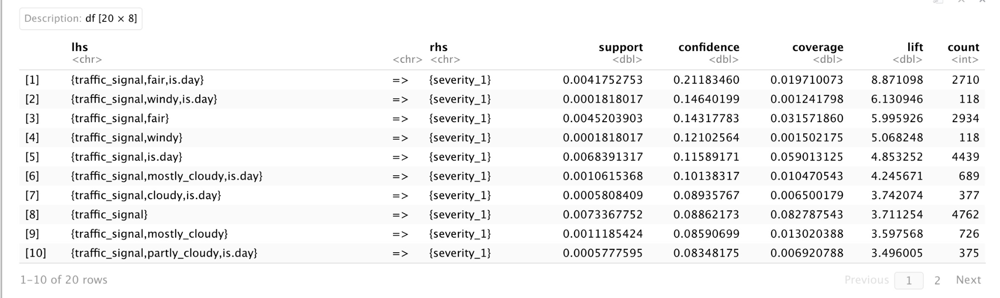 Description: df [20 × 8]
lhs rhs support confidence coverage lift count
<chr> <chr> <chr> <dbl> <dbl> <dbl> <dbl> <int>
[1] {traffic_signal,fair,is.day} => {severity_1} 0.0041752753 0.21183460 0.019710073 8.871098 2710
[2] {traffic_signal,windy,is.day} => {severity_1} 0.0001818017 0.14640199 0.001241798 6.130946 118
[3] {traffic_signal,fair} => {severity_1} 0.0045203903 0.14317783 0.031571860 5.995926 2934
[4] {traffic_signal,windy} => {severity_1} 0.0001818017 0.12102564 0.001502175 5.068248 118
[5] {traffic_signal,is.day} => {severity_1} 0.0068391317 0.11589171 0.059013125 4.853252 4439
[6] {traffic_signal,mostly_cloudy,is.day} => {severity_1} 0.0010615368 0.10138317 0.010470543 4.245671 689
[7] {traffic_signal,cloudy,is.day} => {severity_1} 0.0005808409 0.08935767 0.006500179 3.742074 377
[8] {traffic_signal} => {severity_1} 0.0073367752 0.08862173 0.082787543 3.711254 4762
[9] {traffic_signal,mostly_cloudy} => {severity_1} 0.0011185424 0.08590699 0.013020388 3.597568 726
[10] {traffic_signal,partly_cloudy,is.day} => {severity_1} 0.0005777595 0.08348175 0.006920788 3.496005 375
1-10 of 20 rows Previous 1 2 Next